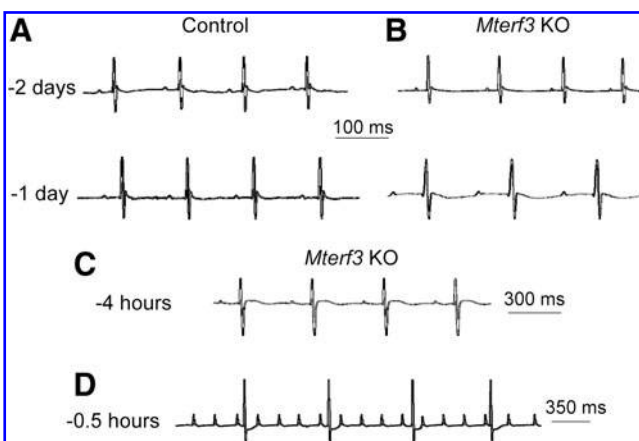 A Control B Mterf3 KO
-2 days
100 ms
-1 day
C Mterf3 KO
-4 hours 300 ms
D
-0.5 hours 350 ms